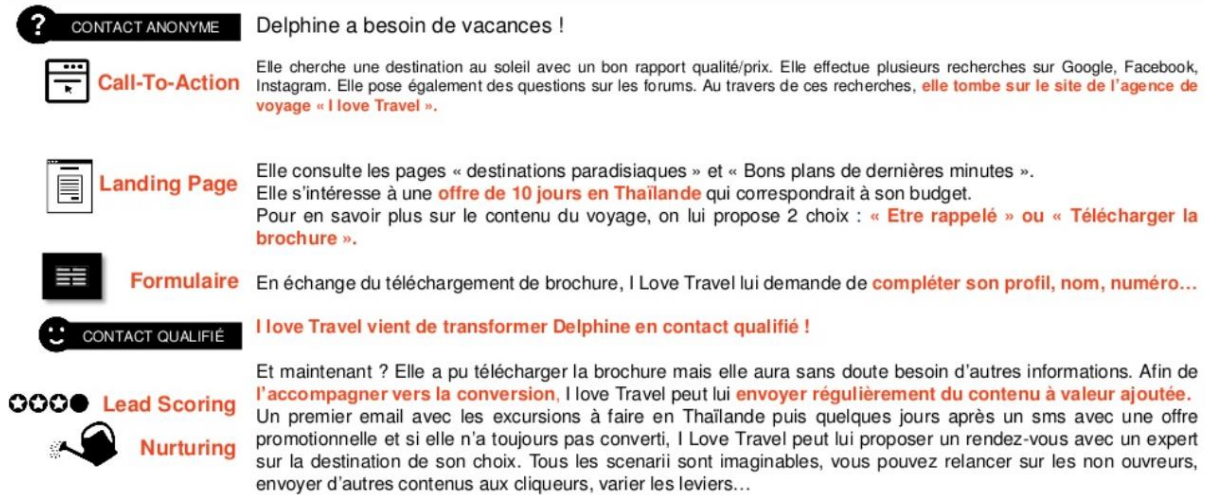 ? CONTACT ANONYME Delphine a besoin de vacances !
Call-To-Action
Elle cherche une destination au soleil avec un bon rapport qualité/prix. Elle effectue plusieurs recherches sur Google, Facebook,
Instagram. Elle pose également des questions sur les forums. Au travers de ces recherches, elle tombe sur le site de l'agence de
voyage « I love Travel ».
Landing Page
Elle consulte les pages « destinations paradisiaques » et « Bons plans de dernières minutes ».
Elle s'intéresse à une offre de 10 jours en Thaïlande qui correspondrait à son budget.
Pour en savoir plus sur le contenu du voyage, on lui propose 2 choix : « Etre rappelé » ou « Télécharger la
brochure ».
Formulaire En échange du téléchargement de brochure, I Love Travel lui demande de compléter son profil, nom, numéro…
CONTACT QUALIFIÉ I love Travel vient de transformer Delphine en contact qualifié !
Lead Scoring
Nurturing
Et maintenant ? Elle a pu télécharger la brochure mais elle aura sans doute besoin d'autres informations. Afin de
l'accompagner vers la conversion, I love Travel peut lui envoyer régulièrement du contenu à valeur ajoutée.
Un premier email avec les excursions à faire en Thaïlande puis quelques jours après un sms avec une offre
promotionnelle et si elle n'a toujours pas converti, I Love Travel peut lui proposer un rendez-vous avec un expert
sur la destination de son choix. Tous les scenarii sont imaginables, vous pouvez relancer sur les non ouvreurs,
envoyer d'autres contenus aux cliqueurs, varier les leviers…